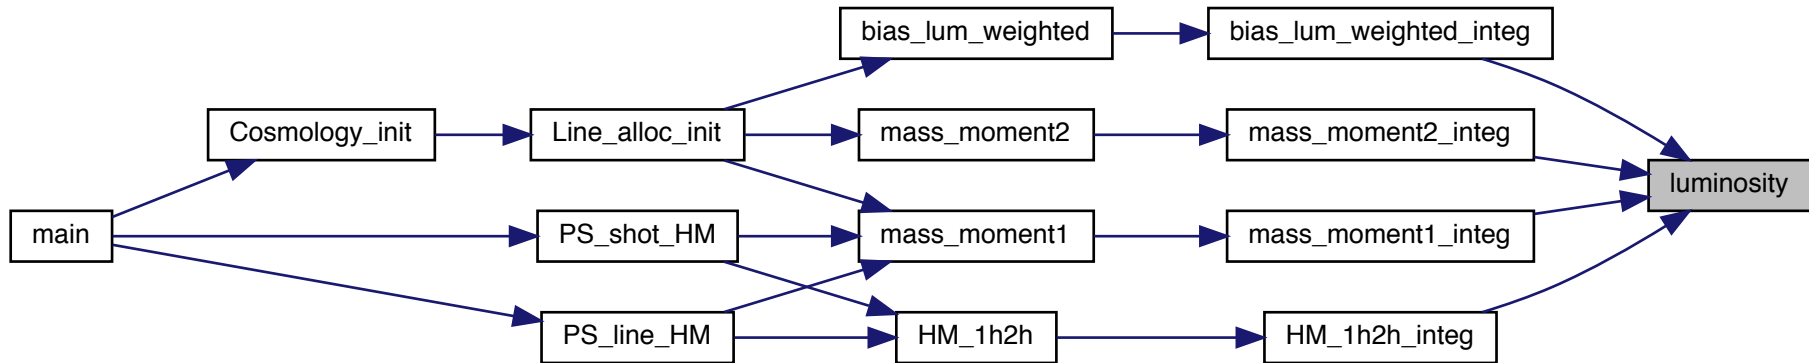 bias_lum_weighted
bias_lum_weighted_integ
Cosmology_init
Line_alloc_init
mass_moment2
mass_moment2_integ
luminosity
main
PS_shot_HM
mass_moment1
mass_moment1_integ
PS_line_HM
HM_1h2h
HM_1h2h_integ